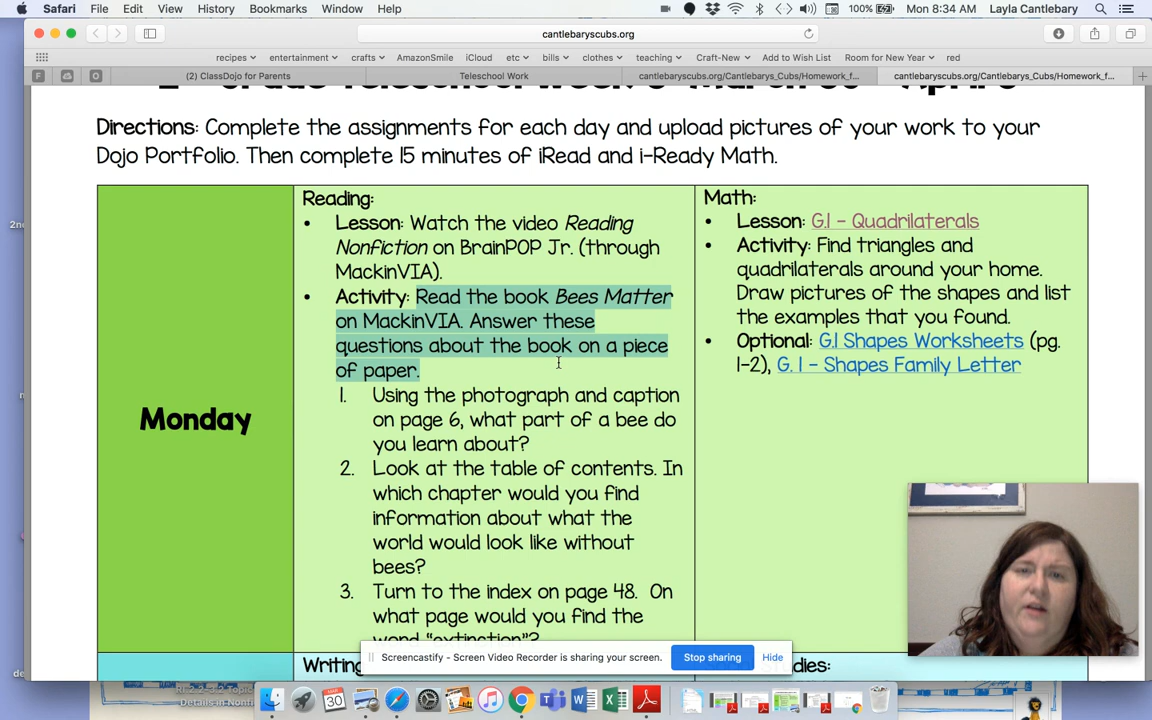 Safari File Edit View History Bookmarks Window Help 100% Mon 8:34 AM Layla Cantlebary
cantlebaryscubs.org
recipes entertainment crafts AmazonSmile iCloud etc bills clothes teaching Craft-New Add to Wish List Room for New Year red
F O (2) ClassDojo for Parents Teleschool Work cantlebaryscubs.org/Cantlebarys_Cubs/Homework_f... cantlebaryscubs.org/Cantlebarys_Cubs/Homework_f...
Directions: Complete the assignments for each day and upload pictures of your work to your
Dojo Portfolio. Then complete 15 minutes of iRead and i-Ready Math.
Monday
Reading:
• Lesson: Watch the video Reading
Nonfiction on BrainPOP Jr. (through
MackinVIA).
• Activity: Read the book Bees Matter
on MackinVIA. Answer these
questions about the book on a piece
of paper.
1. Using the photograph and caption
on page 6, what part of a bee do
you learn about?
2. Look at the table of contents. In
which chapter would you find
information about what the
world would look like without
bees?
3. Turn to the index on page 48. On
what page would you find the
word "extinction"?
Math:
• Lesson: G.1 - Quadrilaterals
• Activity: Find triangles and
quadrilaterals around your home.
Draw pictures of the shapes and list
the examples that you found.
• Optional: G.1 Shapes Worksheets (pg.
1-2), G. 1 - Shapes Family Letter
Screencastify - Screen Video Recorder is sharing your screen. Stop sharing Hide
Writing
Studies:
2n
de
Details in Nonfi
30